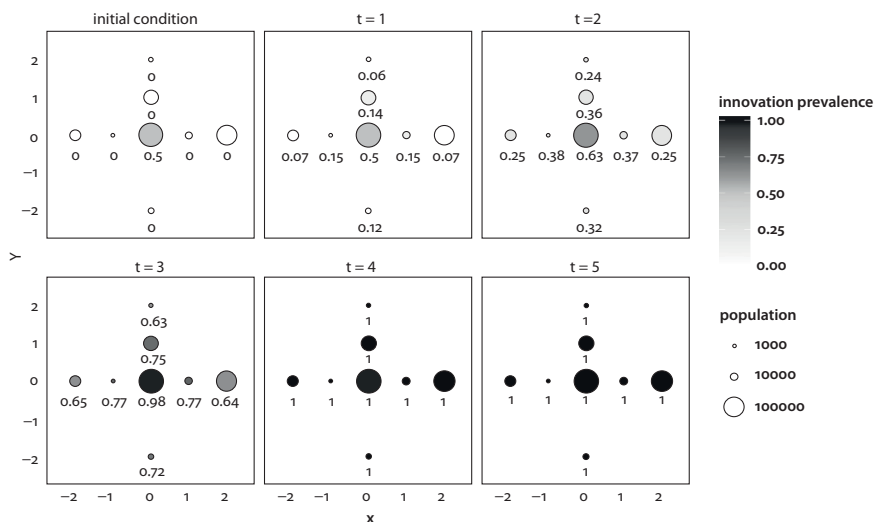 initial condition
t = 1
t =2
2
1
0
−1
−2
0
0
0 0 0.5 0 0
0
0.06
0.14
0.07 0.15 0.5 0.15 0.07
0.12
0.24
0.36
0.25 0.38 0.63 0.37 0.25
0.32
innovation prevalence
1.00
0.75
0.50
0.25
0.00
Y
t = 3
t = 4
t = 5
2
1
0
−1
−2
0.63
0.75
0.65 0.77 0.98 0.77 0.64
0.72
1
1
1 1 1 1 1
1
1
1
1 1 1 1 1
1
−2 −1 0 1 2
−2 −1 0 1 2
−2 −1 0 1 2
x
population
1000
10000
100000